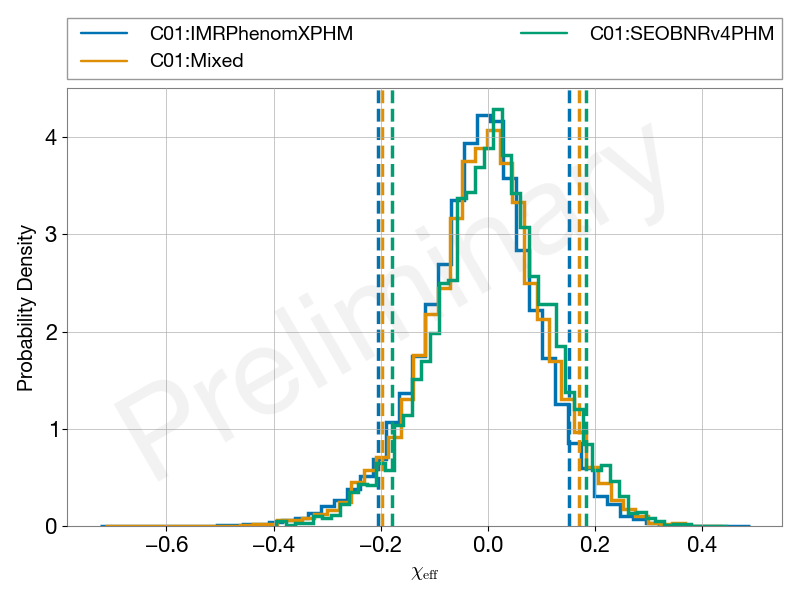 C01:IMRPhenomXPHM
C01:Mixed
C01:SEOBNRv4PHM
Preliminary
Probability Density
4
3
2
1
0
−0.6
−0.4
−0.2
0.0
0.2
0.4
χeff